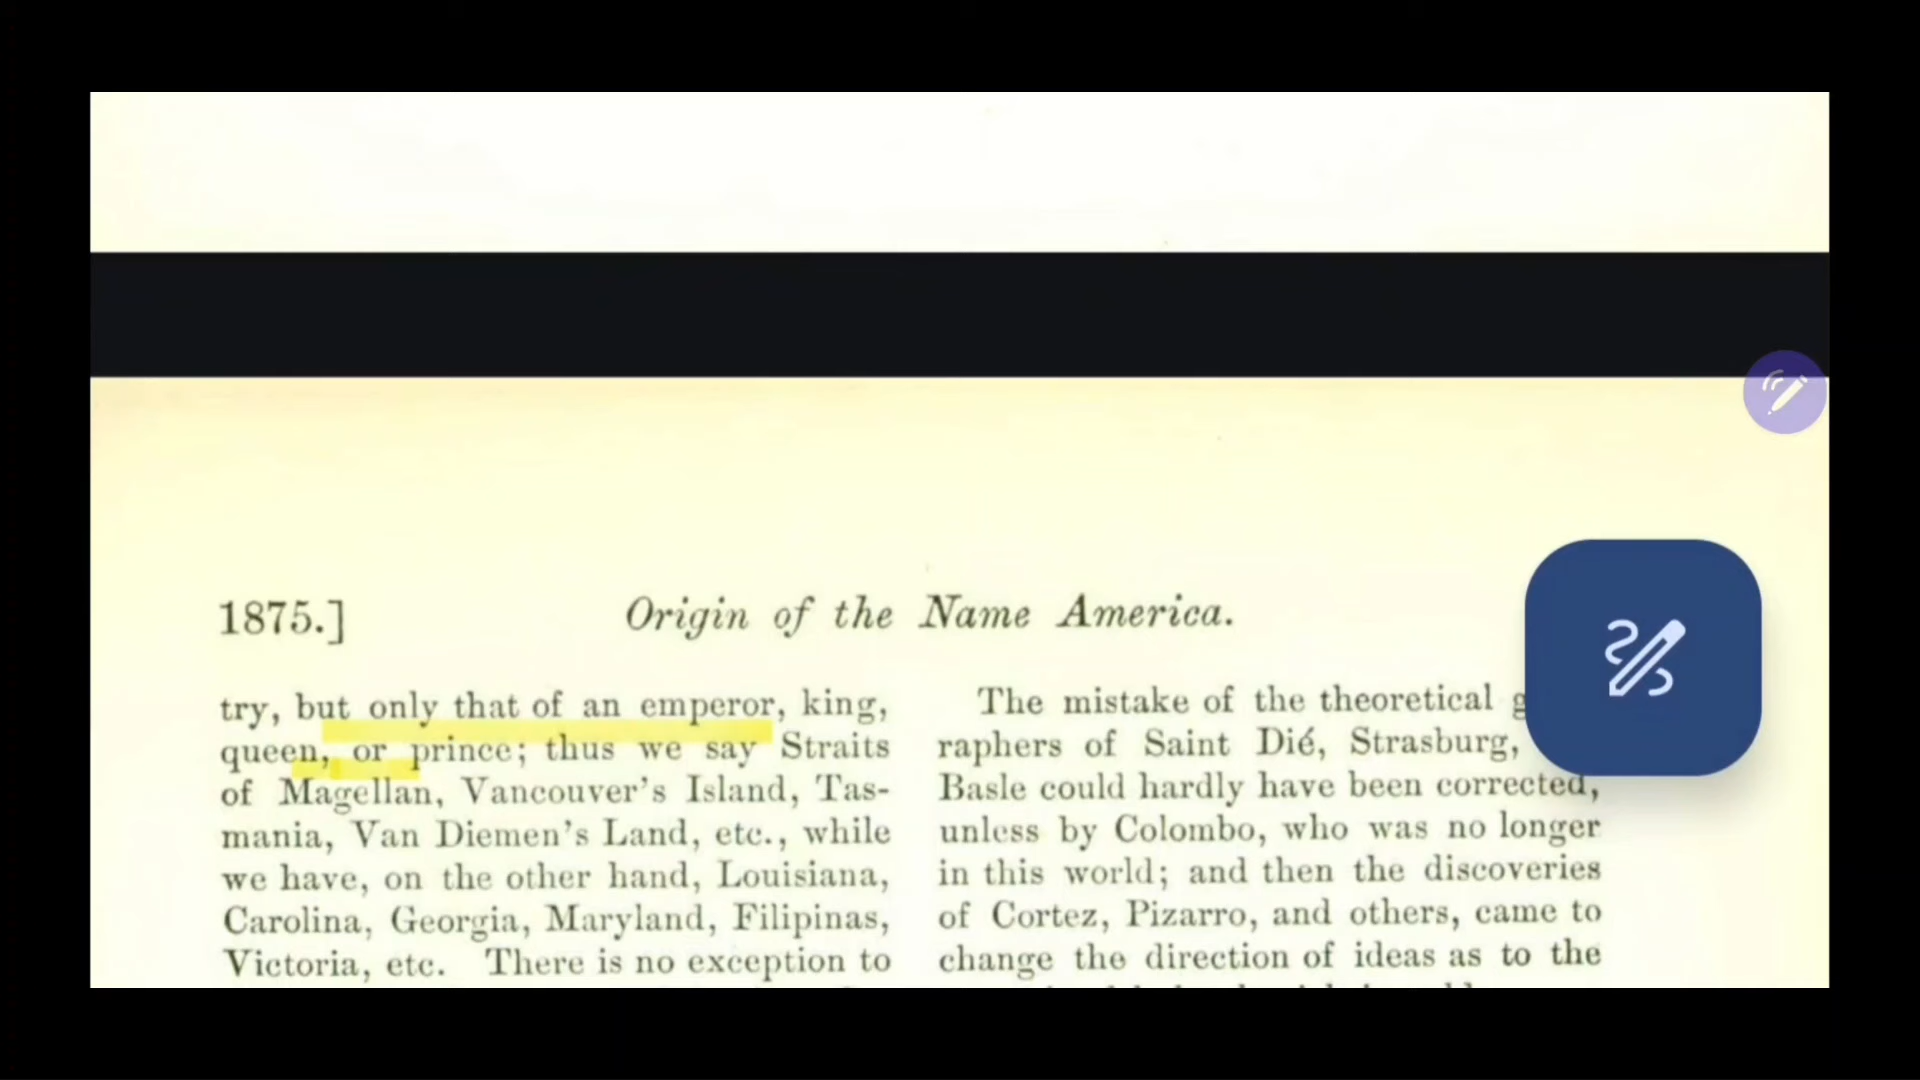 1875.]
Origin of the Name America.
try, but only that of an emperor, king,
queen, or prince; thus we say Straits
of Magellan, Vancouver's Island, Tas-
mania, Van Diemen's Land, etc., while
we have, on the other hand, Louisiana,
Carolina, Georgia, Maryland, Filipinas,
Victoria, etc. There is no exception to
The mistake of the theoretical
raphers of Saint Dié, Strasburg,
Basle could hardly have been corrected,
unless by Colombo, who was no longer
in this world; and then the discoveries
of Cortez, Pizarro, and others, came to
change the direction of ideas as to the